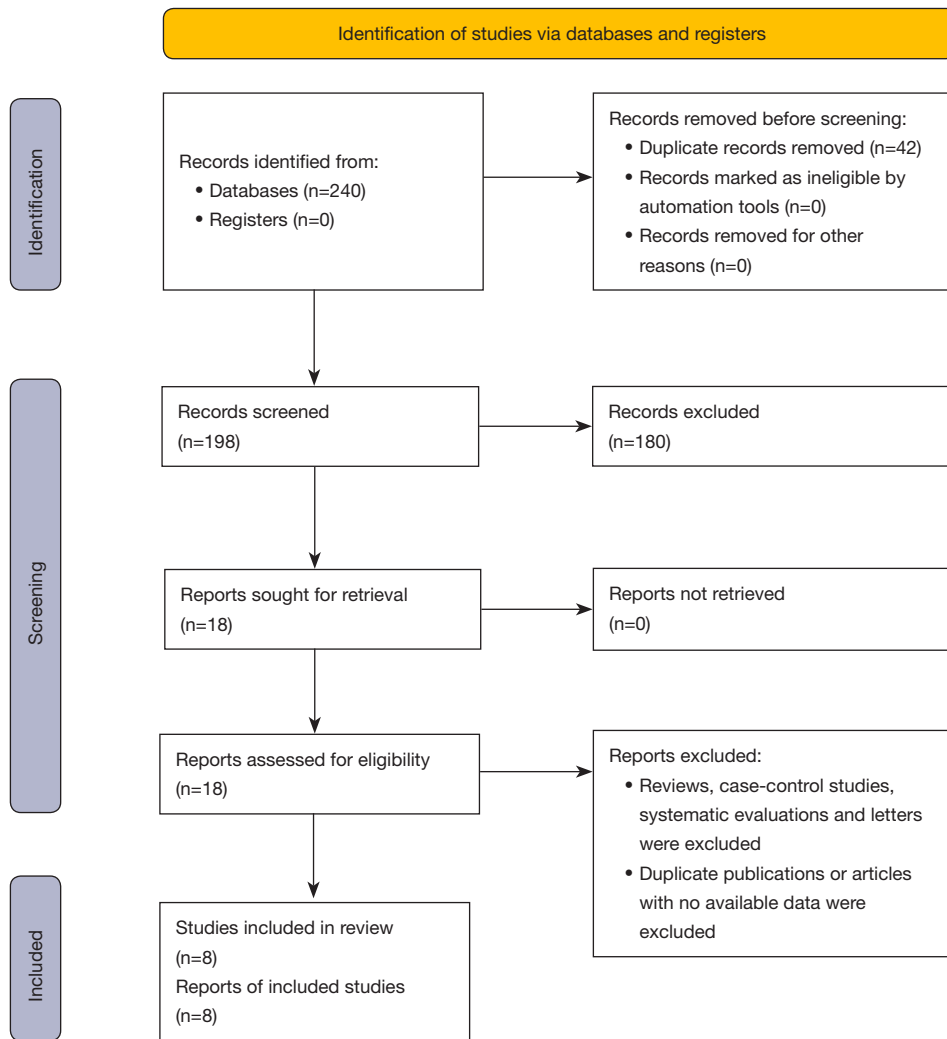 Identification of studies via databases and registers
Identification
Records identified from:
• Databases (n=240)
• Registers (n=0)
Records removed before screening:
• Duplicate records removed (n=42)
• Records marked as ineligible by
automation tools (n=0)
• Records removed for other
reasons (n=0)
Screening
Records screened
(n=198)
Records excluded
(n=180)
Reports sought for retrieval
(n=18)
Reports not retrieved
(n=0)
Reports assessed for eligibility
(n=18)
Reports excluded:
• Reviews, case-control studies,
systematic evaluations and letters
were excluded
• Duplicate publications or articles
with no available data were
excluded
Included
Studies included in review
(n=8)
Reports of included studies
(n=8)